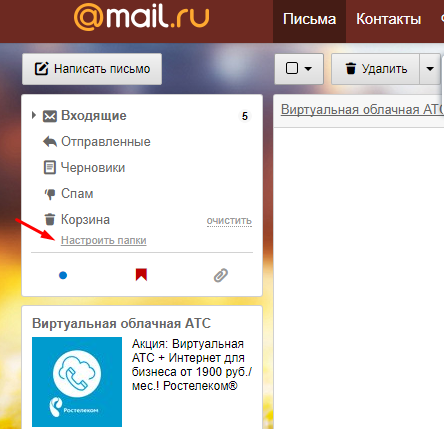 @mail.ru
Письма
Контакты
Написать письмо
Удалить
Входящие 5
Виртуальная облачная АТС
Отправленные
Черновики
Спам
Корзина очистить
Настроить папки
Виртуальная облачная АТС
Акция: Виртуальная
АТС + Интернет для
бизнеса от 1900 руб./
мес.! Ростелеком®
Ростелеком